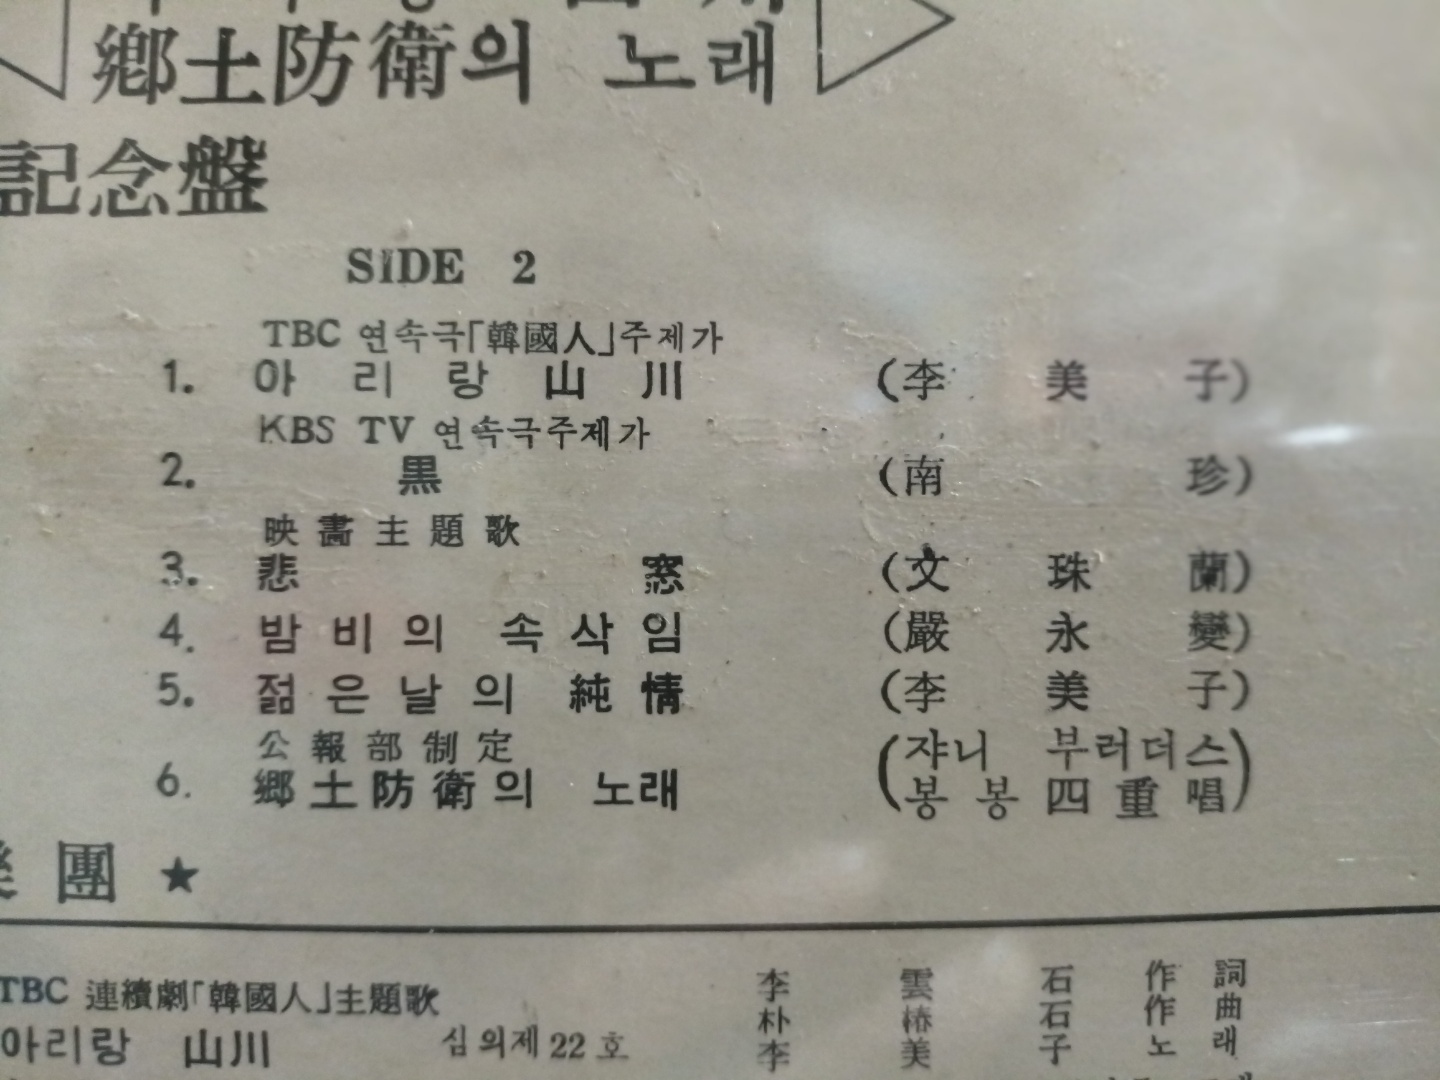 鄕土防衛의 노래
記念盤
SIDE 2
TBC 연속극「韓國人」주제가
1. 아리랑山川 (李美子)
KBS TV 연속극주제가
2. 黒 (南珍)
映畵主題歌
3. 悲窓 (文珠蘭)
4. 밤비의 속삭임 (嚴永變)
5. 젊은날의 純情 (李美子)
公報部制定
6. 鄕土防衛의 노래 (쟈니 부러더스 봉봉四重唱)
團 ★
TBC 連續劇「韓國人」主題歌
아리랑 山川 심의제 22 호
李雲石作詞
朴椿石作曲
李美子노래